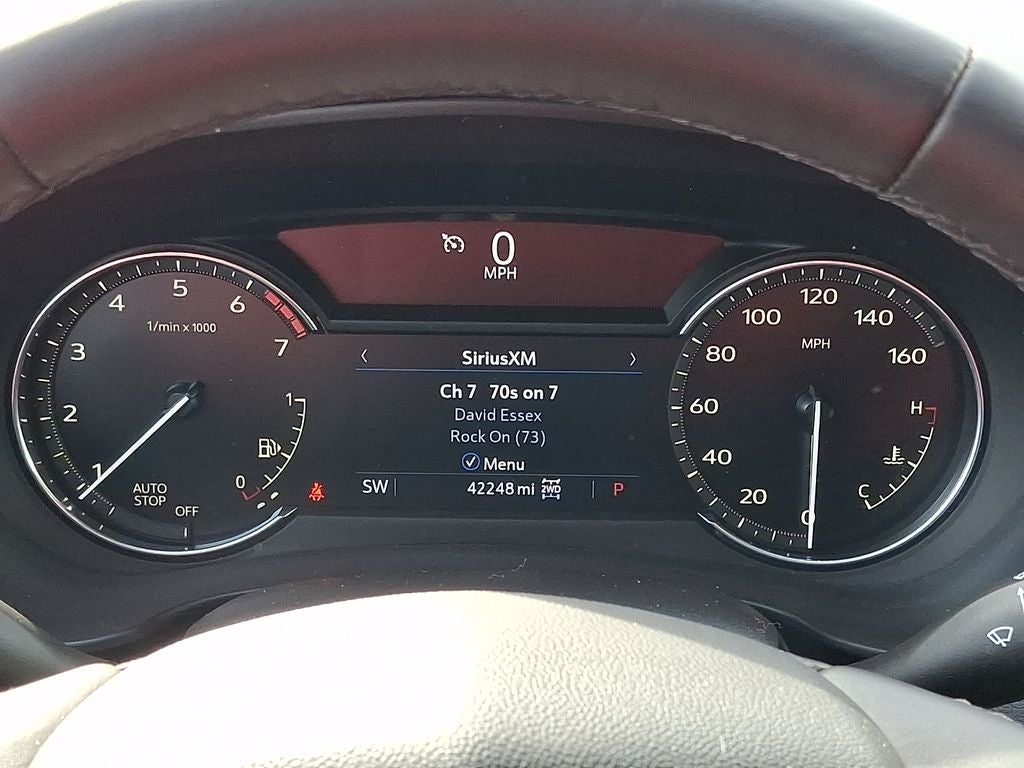 0
MPH
5
4
6
1/min x 1000
3
7
2
1
1
0
AUTO
STOP
OFF
SiriusXM
Ch 7 70s on 7
David Essex
Rock On (73)
Menu
SW
42248 mi 2WD
P
120
100
140
MPH
80
160
60
H
40
C
20
0